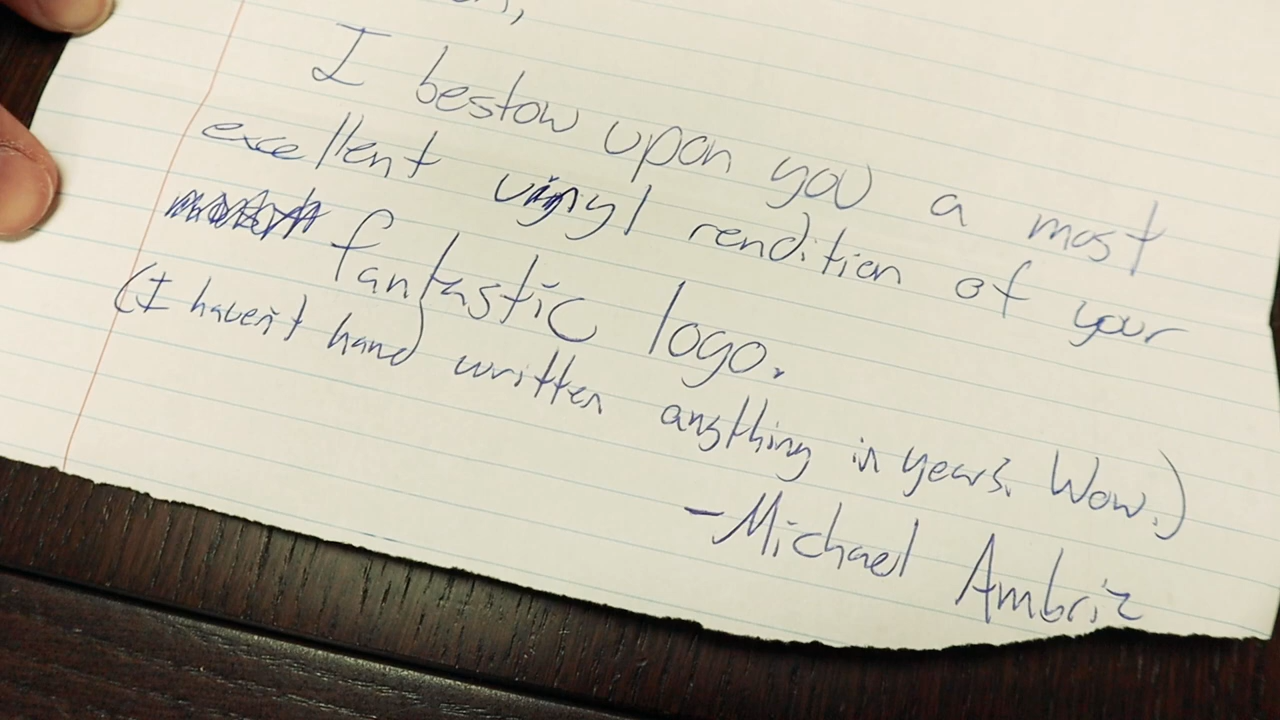 I bestow upon you a most
excellent vinyl rendition of your
fantastic logo.
(I haven't hand written anything in years. Wow.)
-Michael Ambriz